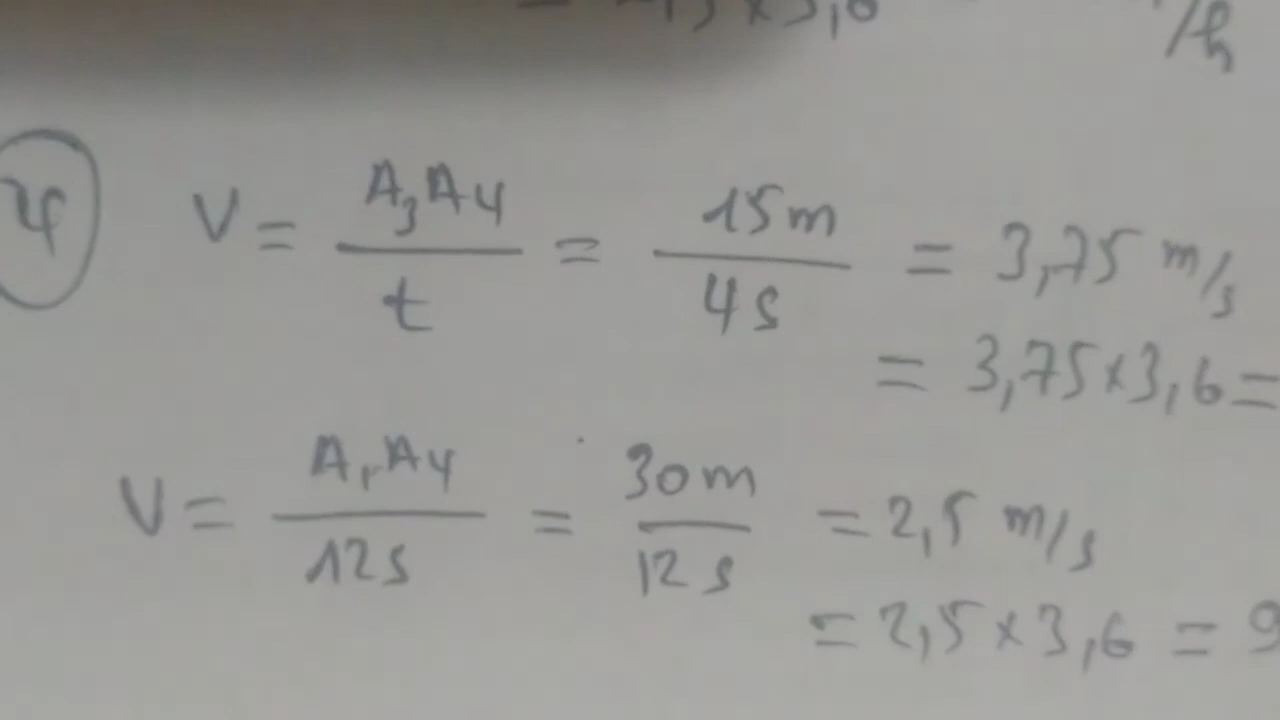 /h
4 V = A₃A₄ / t = 15m / 4s = 3,75 m/s
= 3,75 x 3,6 =
V = A₁A₄ / 12s = 30m / 12s = 2,5 m/s
= 2,5 x 3,6 = 9